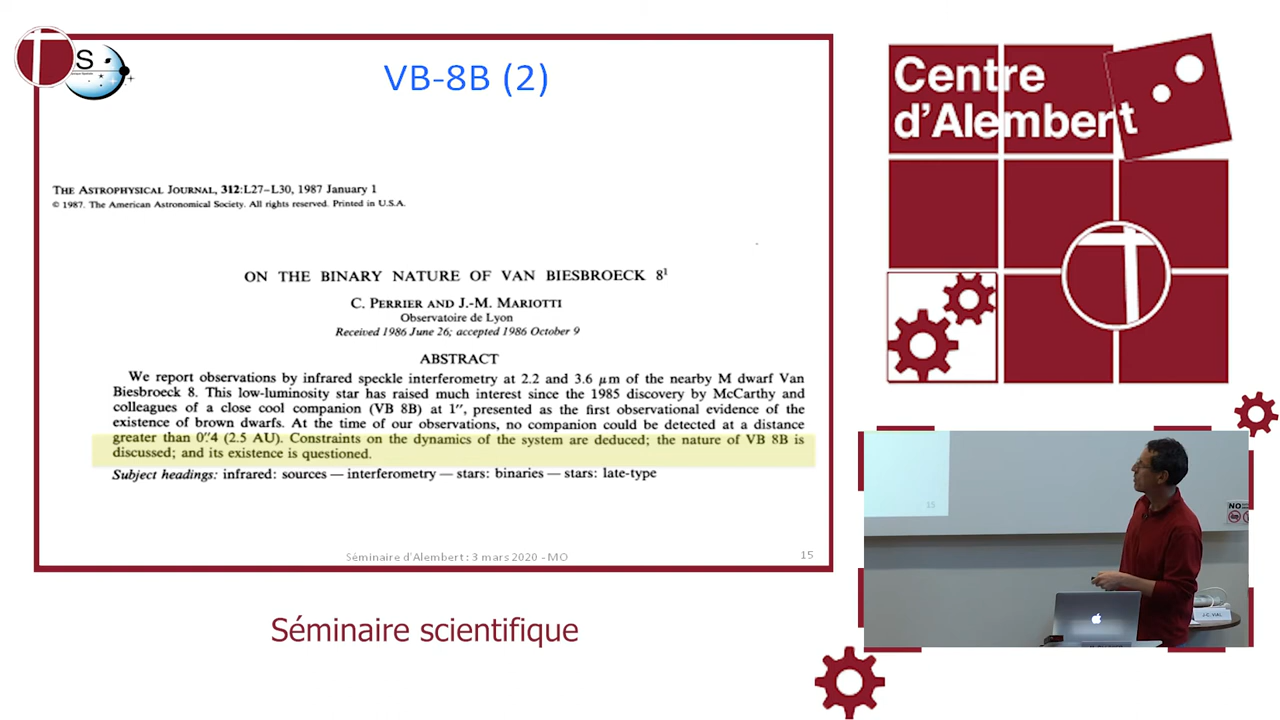 S
VB-8B (2)
THE ASTROPHYSICAL JOURNAL, 312:L27–L30, 1987 January 1
© 1987. The American Astronomical Society. All rights reserved. Printed in U.S.A.
ON THE BINARY NATURE OF VAN BIESBROECK 8¹
C. PERRIER AND J.-M. MARIOTTI
Observatoire de Lyon
Received 1986 June 26; accepted 1986 October 9
ABSTRACT
We report observations by infrared speckle interferometry at 2.2 and 3.6 μm of the nearby M dwarf Van
Biesbroeck 8. This low-luminosity star has raised much interest since the 1985 discovery by McCarthy and
colleagues of a close cool companion (VB 8B) at 1″, presented as the first observational evidence of the
existence of brown dwarfs. At the time of our observations, no companion could be detected at a distance
greater than 0″.4 (2.5 AU). Constraints on the dynamics of the system are deduced; the nature of VB 8B is
discussed; and its existence is questioned.
Subject headings: infrared: sources — interferometry — stars: binaries — stars: late-type
Séminaire d'Alembert : 3 mars 2020 - MO
15
Séminaire scientifique
Centre
d'Alembert
15
NO
J-C. VIAL